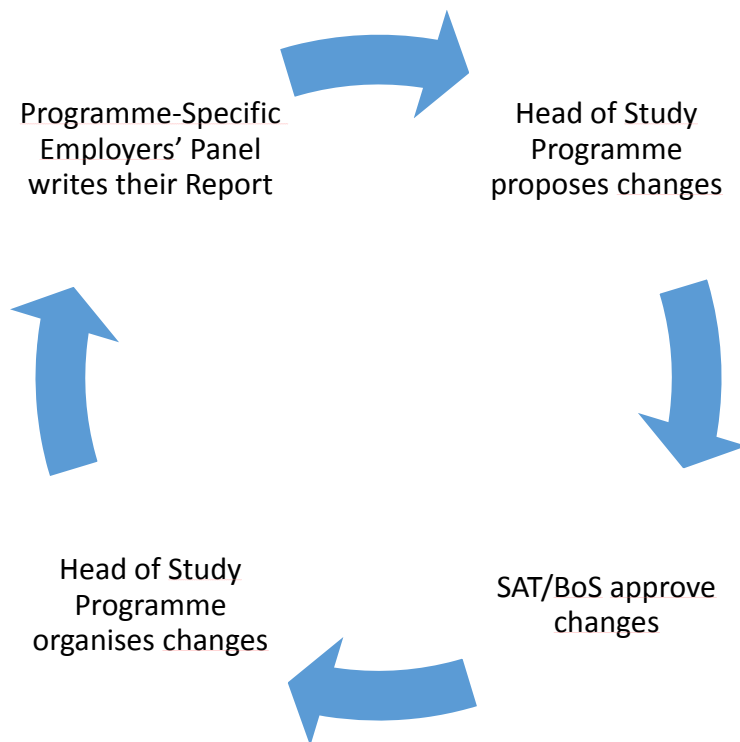 Programme-Specific
Employers’ Panel
writes their Report
Head of Study
Programme
proposes changes
SAT/BoS approve
changes
Head of Study
Programme
organises changes